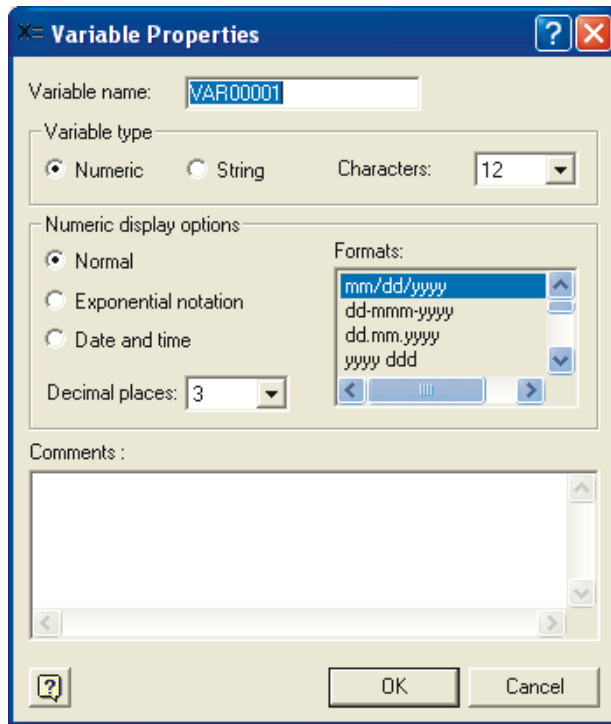 X= Variable Properties
Variable name: VAR00001
Variable type
Numeric String Characters: 12
Numeric display options
Normal
Exponential notation
Date and time
Decimal places: 3
Formats:
mm/dd/yyyy
dd-mmm-yyyy
dd.mm.yyyy
yyyy ddd
Comments :
OK Cancel